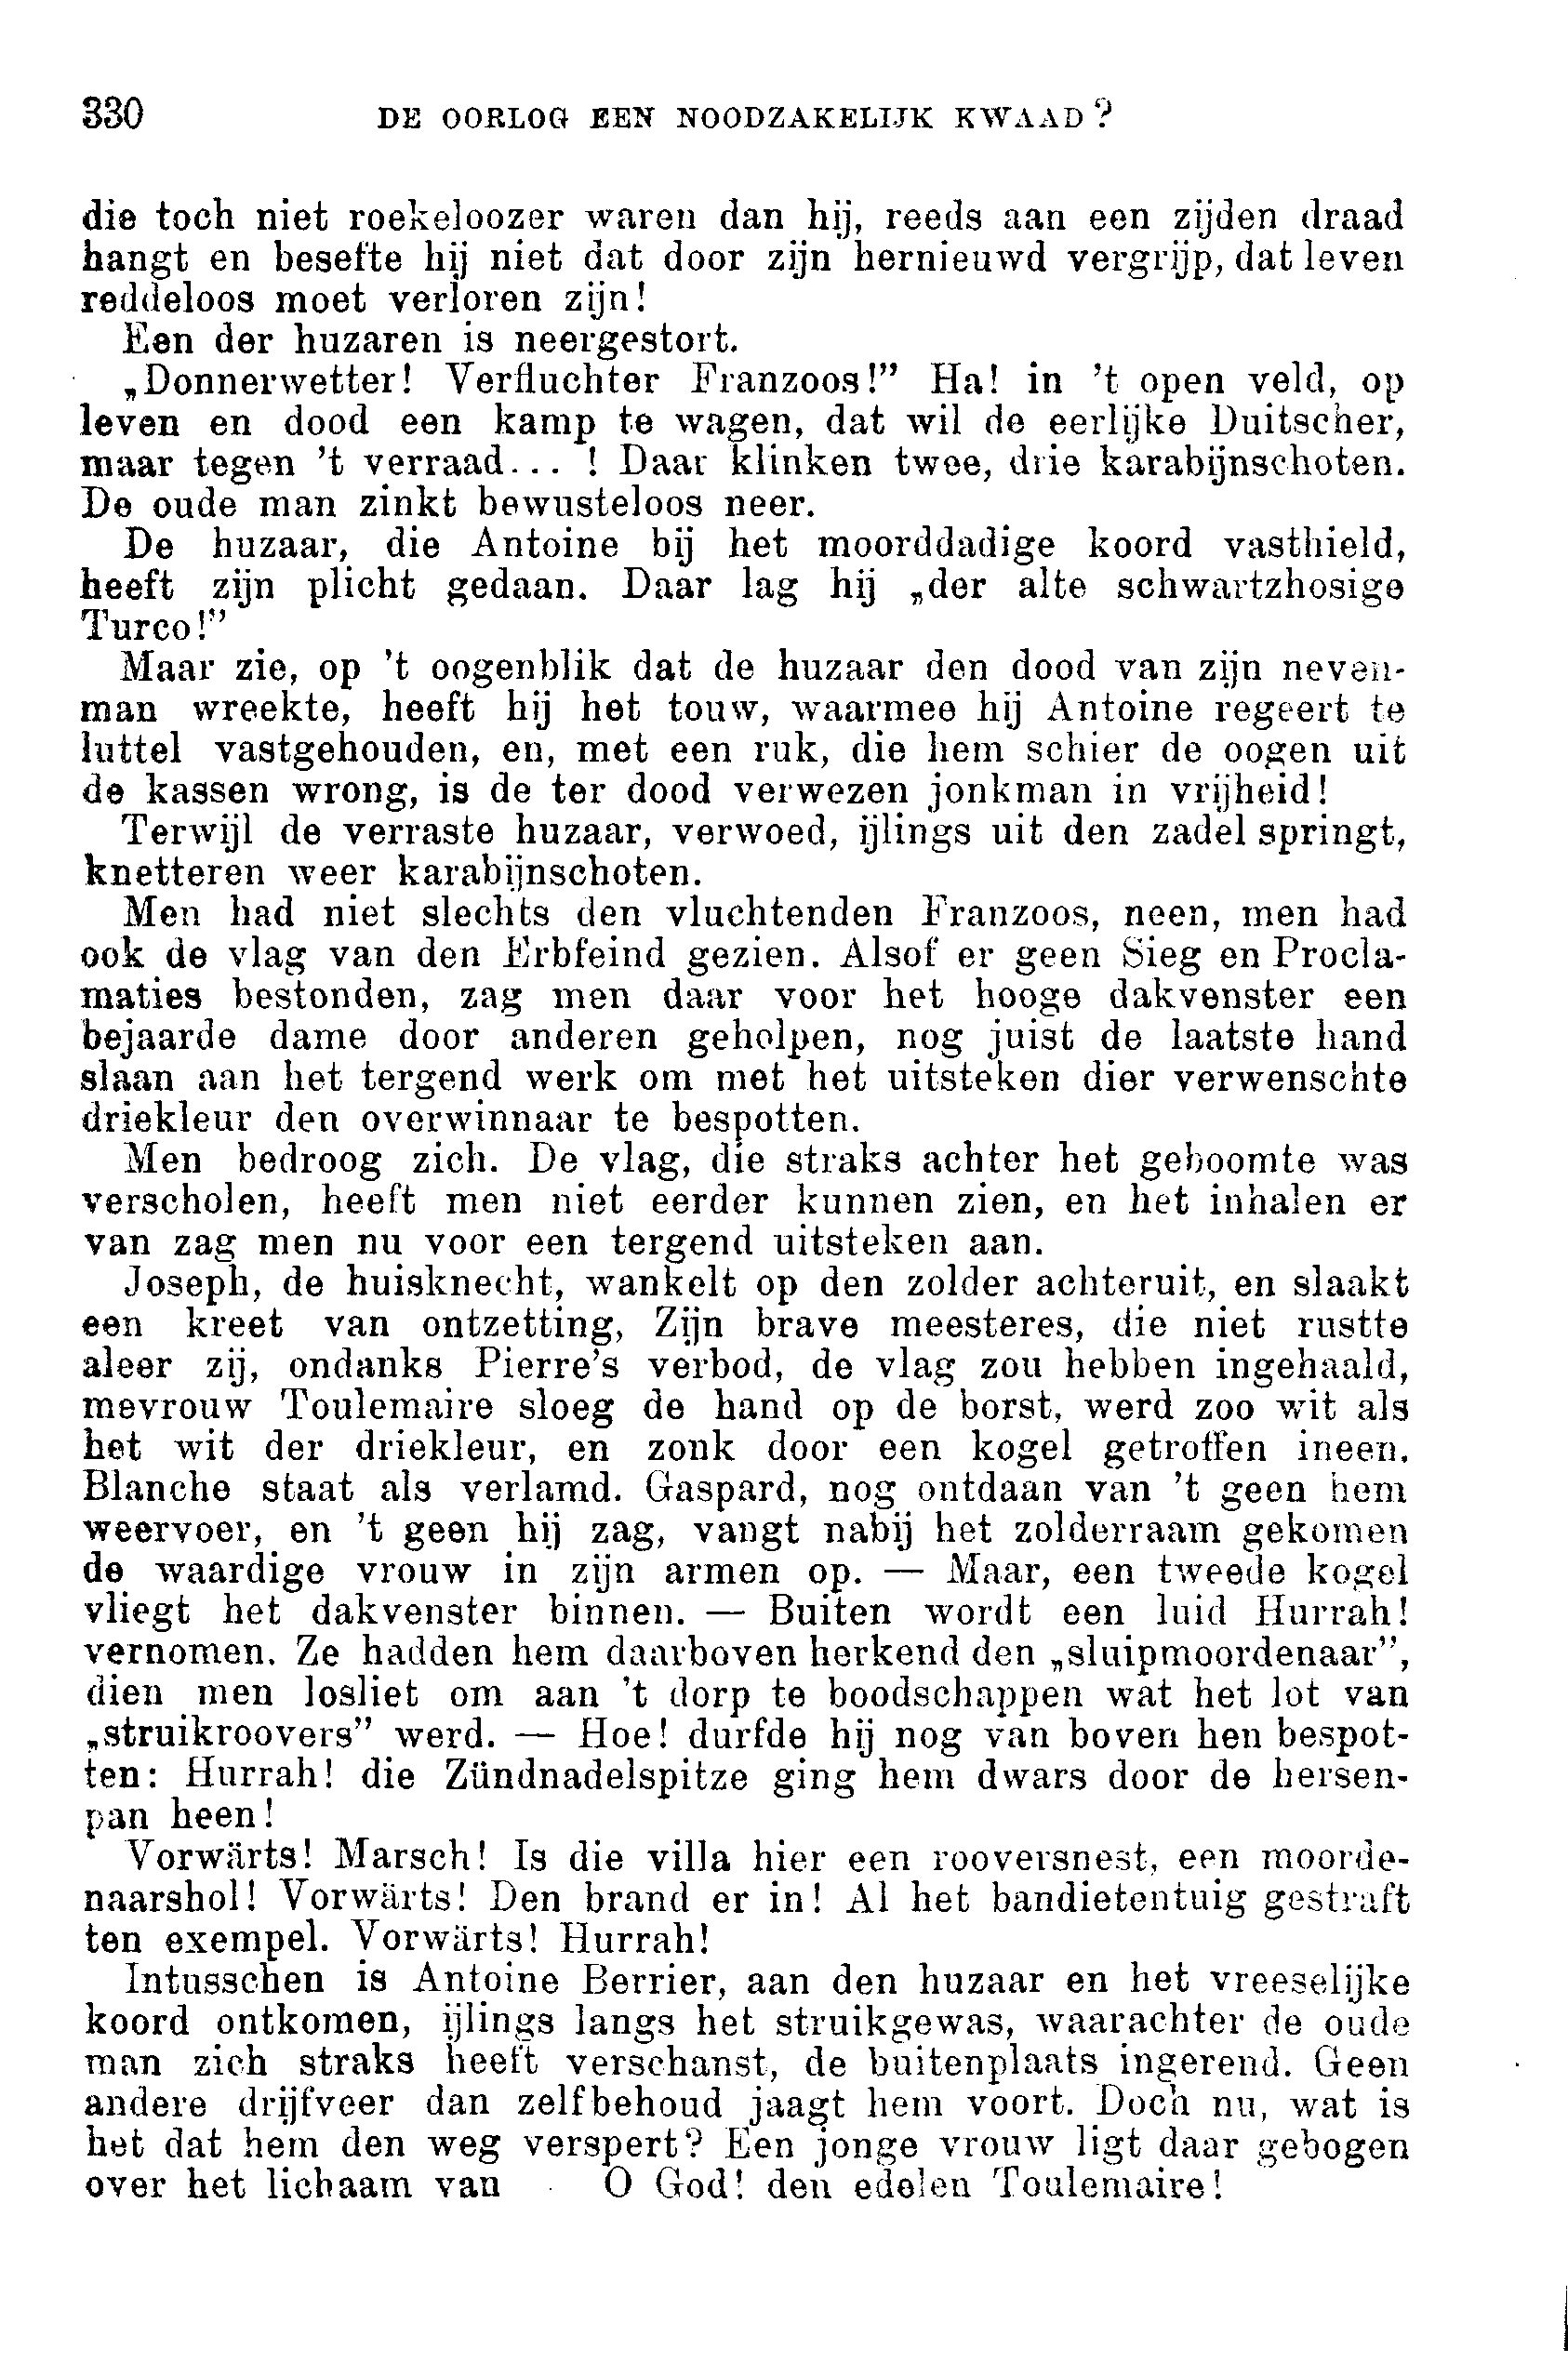 330 DE OORLOG EEN NOODZAKELIJK KWAAD?
die toch niet roekeloozer waren dan hij, reeds aan een zijden draad
hangt en besefte hij niet dat door zijn hernieuwd vergrijp, dat leven
reddeloos moet verloren zijn!
Een der huzaren is neergestort.
„Donnerwetter! Verfluchter Franzoos!” Ha! in 't open veld, op
leven en dood een kamp te wagen, dat wil de eerlijke Duitscher,
maar tegen 't verraad... ! Daar klinken twee, drie karabijnschoten.
De oude man zinkt bewusteloos neer.
De huzaar, die Antoine bij het moorddadige koord vasthield,
heeft zijn plicht gedaan. Daar lag hij „der alte schwartzhosige
Turco!”
Maar zie, op 't oogenblik dat de huzaar den dood van zijn neven-
man wreekte, heeft hij het touw, waarmee hij Antoine regeert te
luttel vastgehouden, en, met een ruk, die hem schier de oogen uit
de kassen wrong, is de ter dood verwezen jonkman in vrijheid!
Terwijl de verraste huzaar, verwoed, ijlings uit den zadel springt,
knetteren weer karabijnschoten.
Men had niet slechts den vluchtenden Franzoos, neen, men had
ook de vlag van den Erbfeind gezien. Alsof er geen Sieg en Procla-
maties bestonden, zag men daar voor het hooge dakvenster een
bejaarde dame door anderen geholpen, nog juist de laatste hand
slaan aan het tergend werk om met het uitsteken dier verwenschte
driekleur den overwinnaar te bespotten.
Men bedroog zich. De vlag, die straks achter het geboomte was
verscholen, heeft men niet eerder kunnen zien, en het inhalen er
van zag men nu voor een tergend uitsteken aan.
Joseph, de huisknecht, wankelt op den zolder achteruit, en slaakt
een kreet van ontzetting, Zijn brave meesteres, die niet rustte
aleer zij, ondanks Pierre's verbod, de vlag zou hebben ingehaald,
mevrouw Toulemaire sloeg de hand op de borst, werd zoo wit als
het wit der driekleur, en zonk door een kogel getroffen ineen.
Blanche staat als verlamd. Gaspard, nog ontdaan van 't geen hem
weervoer, en 't geen hij zag, vangt nabij het zolderraam gekomen
de waardige vrouw in zijn armen op. — Maar, een tweede kogel
vliegt het dakvenster binnen. — Buiten wordt een luid Hurrah!
vernomen. Ze hadden hem daarboven herkend den „sluipmoordenaar”,
dien men losliet om aan 't dorp te boodschappen wat het lot van
„struikroovers” werd. — Hoe! durfde hij nog van boven hen bespot-
ten: Hurrah! die Zündnadelspitze ging hem dwars door de hersen-
pan heen!
Vorwärts! Marsch! Is die villa hier een rooversnest, een moorde-
naarshol! Vorwärts! Den brand er in! Al het bandietentuig gestraft
ten exempel. Vorwärts! Hurrah!
Intusschen is Antoine Berrier, aan den huzaar en het vreeselijke
koord ontkomen, ijlings langs het struikgewas, waarachter de oude
man zich straks heeft verschanst, de buitenplaats ingerend. Geen
andere drijfveer dan zelfbehoud jaagt hem voort. Doch nu, wat is
het dat hem den weg verspert? Een jonge vrouw ligt daar gebogen
over het lichaam van O God! den edelen Toulemaire!